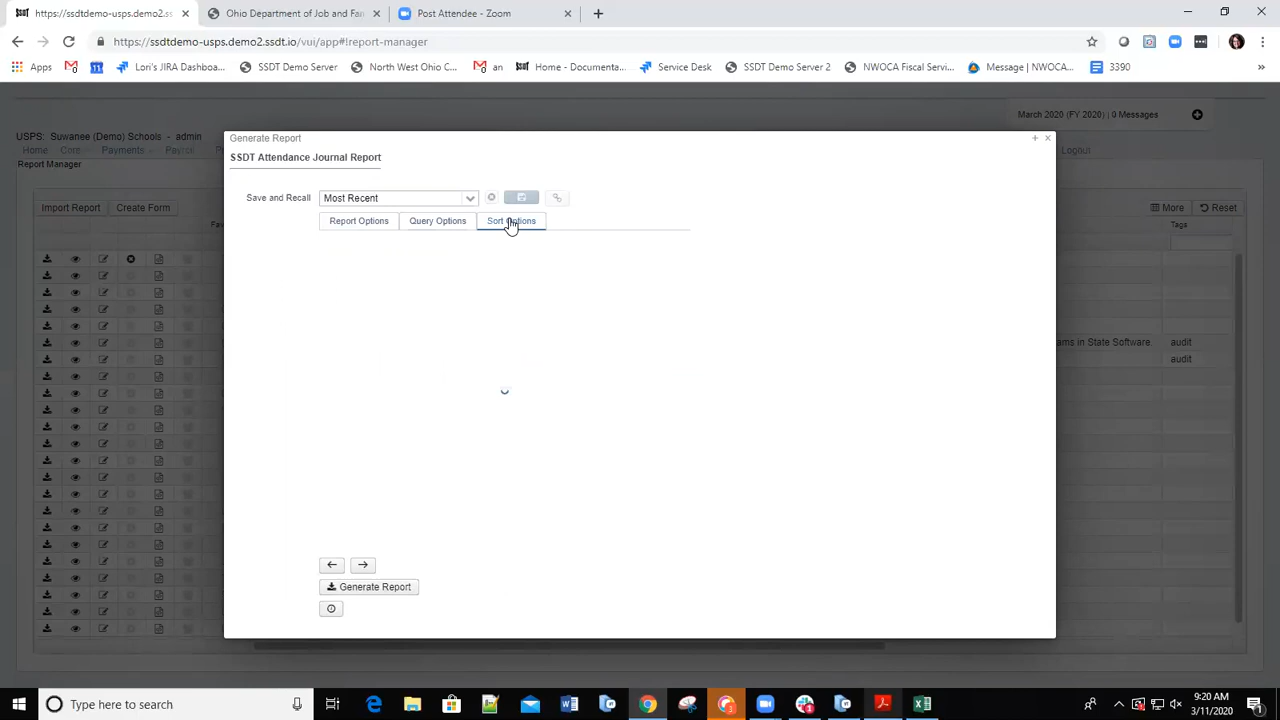 https://ssdtdemo-usps.demo2.ss
Ohio Department of Job and Fan
Post Attendee - Zoom
https://ssdtdemo-usps.demo2.ssdt.io/vui/app#!report-manager
Apps
an
Lori's JIRA Dashboa...
SSDT Demo Server
North West Ohio C...
Home - Documenta...
Service Desk
SSDT Demo Server 2
NWOCA Fiscal Servi...
Message | NWOCA...
3390
»
March 2020 (FY 2020) | 0 Messages
USPS: Suwanee (Demo) Schools - admin
Home
Payments
Logout
Report Manager
Generate Report
SSDT Attendance Journal Report
Save and Recall
Most Recent
Import Report
Create Form
More
Reset
Report Options
Query Options
Sort Options
Tags
ams in State Software.
audit
audit
Generate Report
Type here to search
9:20 AM
3/11/2020